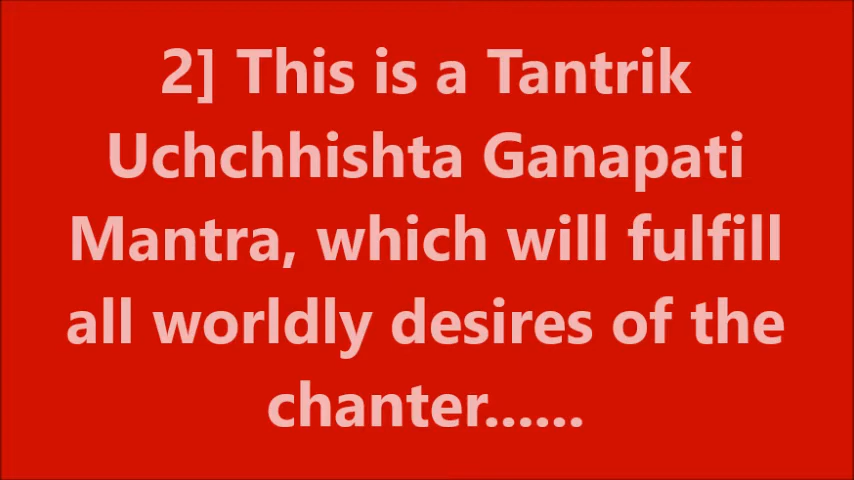 2] This is a Tantrik
Uchchhishta Ganapati
Mantra, which will fulfill
all worldly desires of the
chanter......